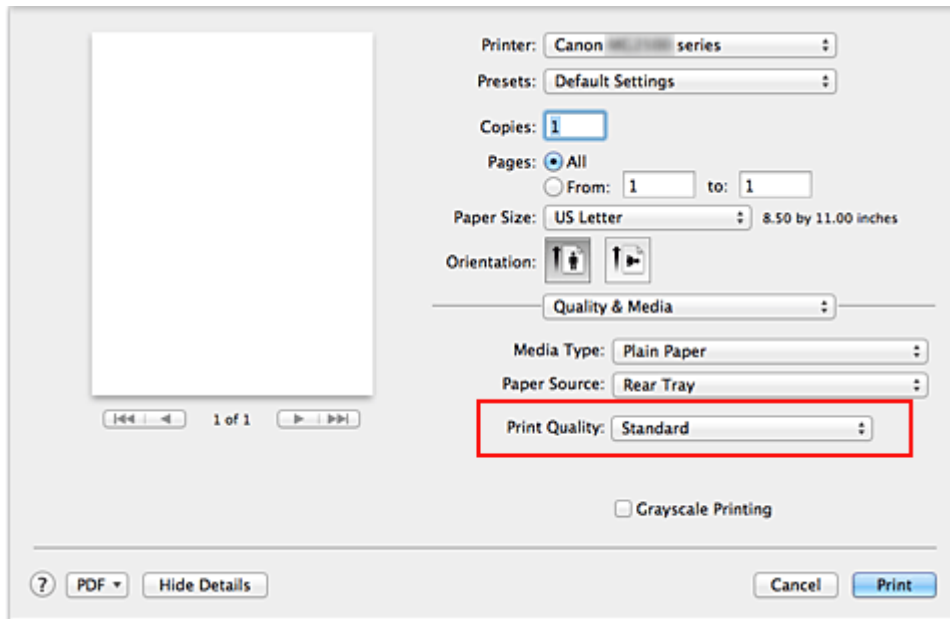 Printer: Canon series
Presets: Default Settings
Copies: 1
Pages: All
From: 1 to: 1
Paper Size: US Letter 8.50 by 11.00 inches
Orientation:
Quality & Media
Media Type: Plain Paper
Paper Source: Rear Tray
1 of 1
Print Quality: Standard
Grayscale Printing
? PDF Hide Details Cancel Print